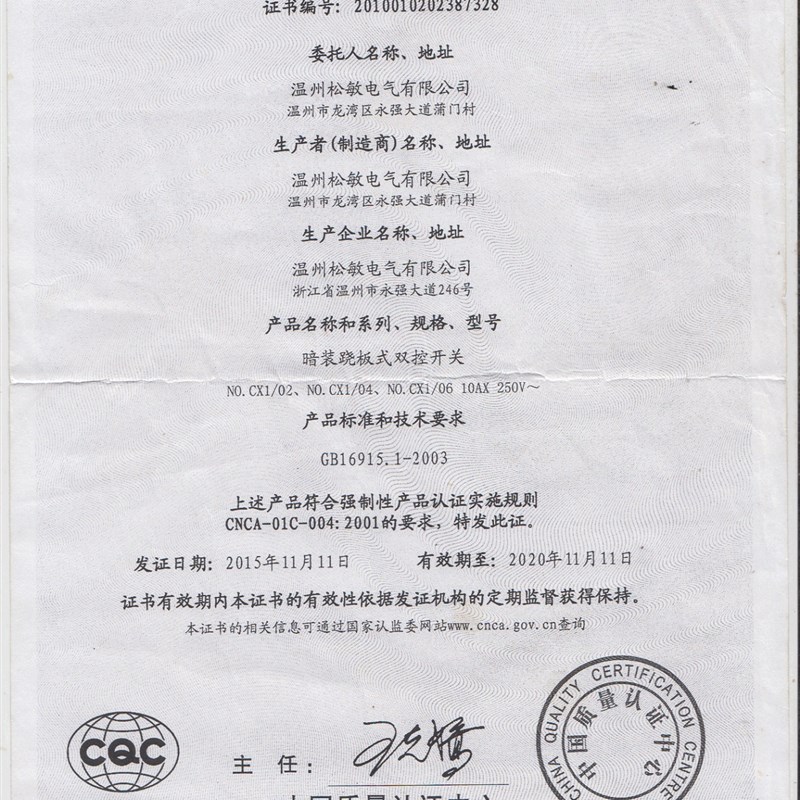 证书编号：2010010202387328
委托人名称、地址
温州松敏电气有限公司
温州市龙湾区永强大道蒲门村
生产者(制造商)名称、地址
温州松敏电气有限公司
温州市龙湾区永强大道蒲门村
生产企业名称、地址
温州松敏电气有限公司
浙江省温州市永强大道246号
产品名称和系列、规格、型号
暗装跷板式双控开关
NO.CX1/02、NO.CX1/04、NO.CX1/06 10AX 250V～
产品标准和技术要求
GB16915.1-2003
上述产品符合强制性产品认证实施规则
CNCA-01C-004:2001的要求，特发此证。
发证日期：2015年11月11日 有效期至：2020年11月11日
证书有效期内本证书的有效性依据发证机构的定期监督获得保持。
本证书的相关信息可通过国家认监委网站www.cnca.gov.cn查询
CQC
主 任：
CHINA QUALITY CERTIFICATION CENTRE
中国质量认证中心
中国质量认证中心